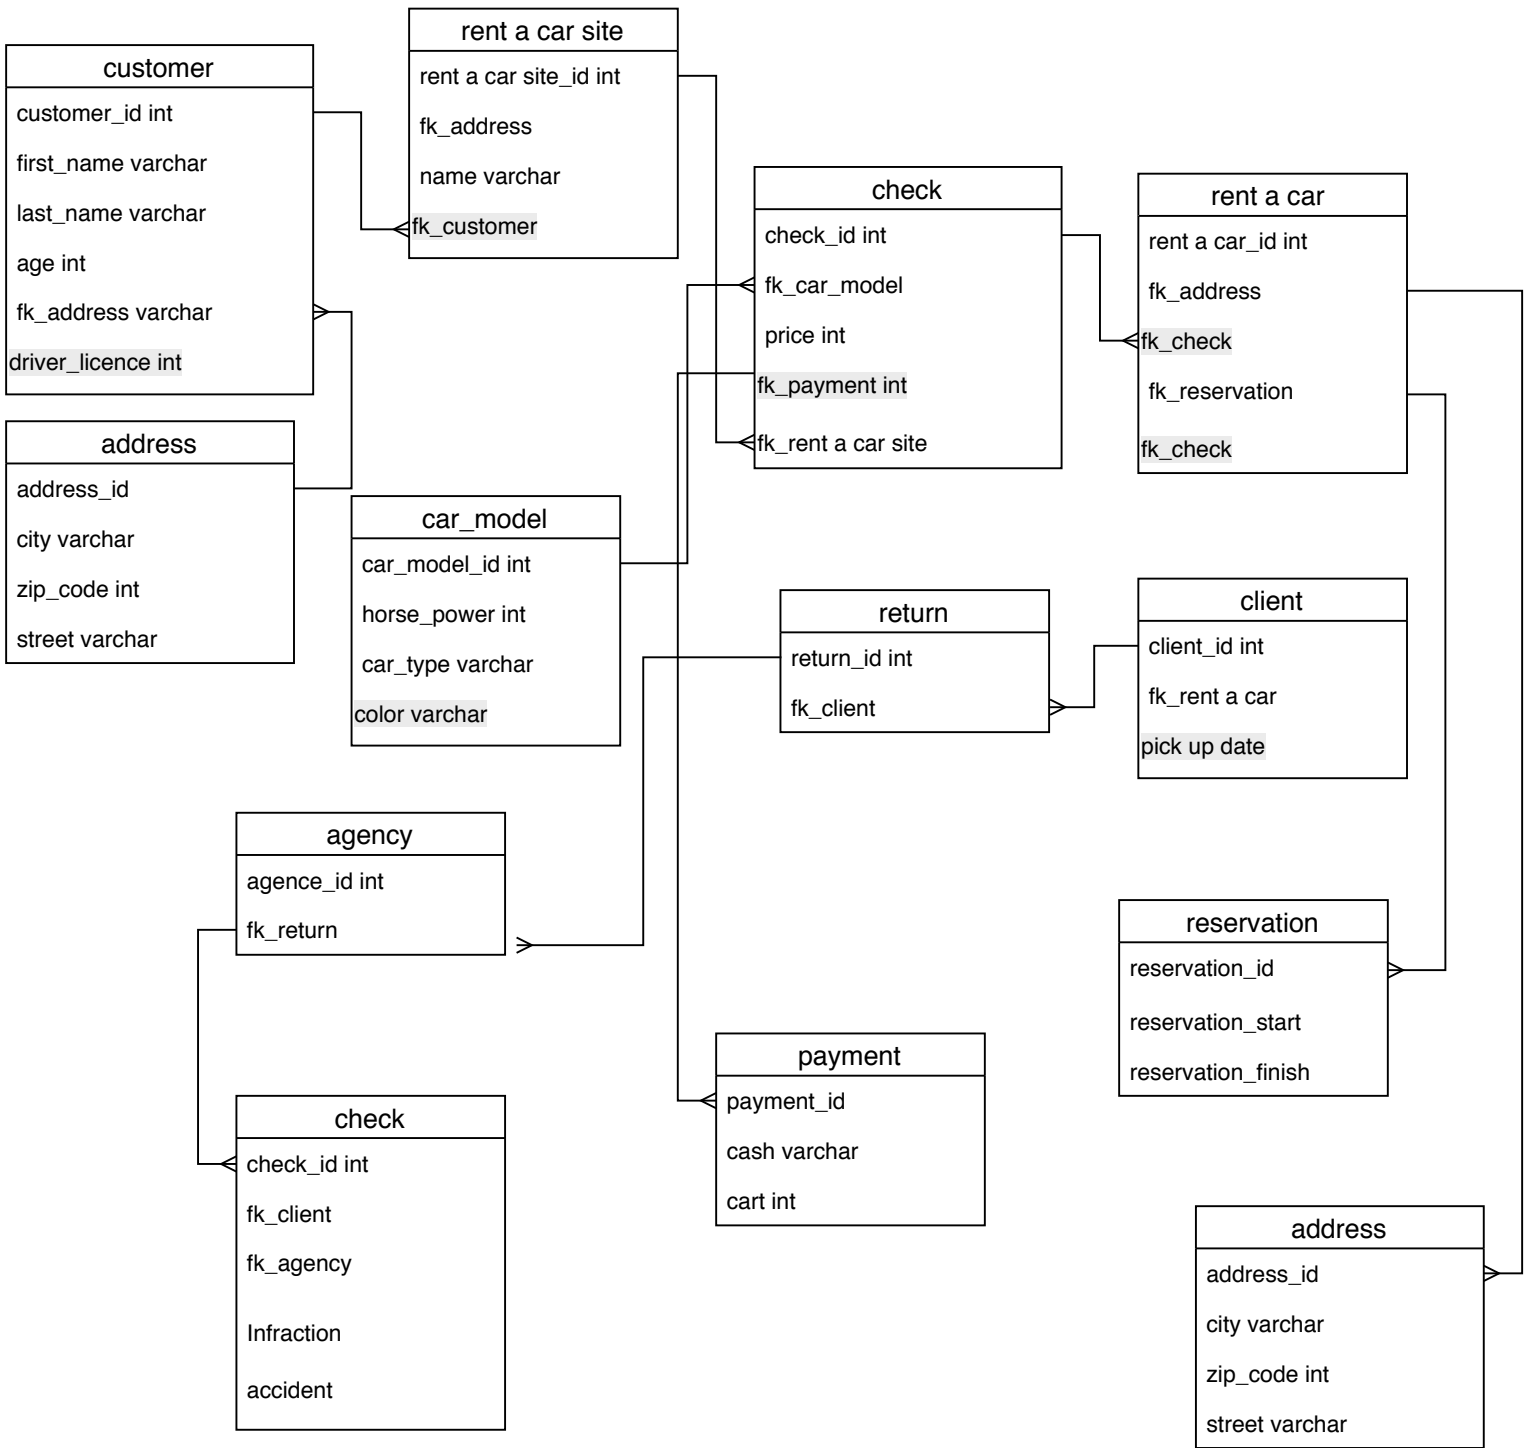 customer
customer_id int
first_name varchar
last_name varchar
age int
fk_address varchar
driver_licence int
rent a car site
rent a car site_id int
fk_address
name varchar
fk_customer
check
check_id int
fk_car_model
price int
fk_payment int
fk_rent a car site
rent a car
rent a car_id int
fk_address
fk_check
fk_reservation
fk_check
address
address_id
city varchar
zip_code int
street varchar
car_model
car_model_id int
horse_power int
car_type varchar
color varchar
return
return_id int
fk_client
client
client_id int
fk_rent a car
pick up date
agency
agence_id int
fk_return
reservation
reservation_id
reservation_start
reservation_finish
payment
payment_id
cash varchar
cart int
check
check_id int
fk_client
fk_agency
Infraction
accident
address
address_id
city varchar
zip_code int
street varchar